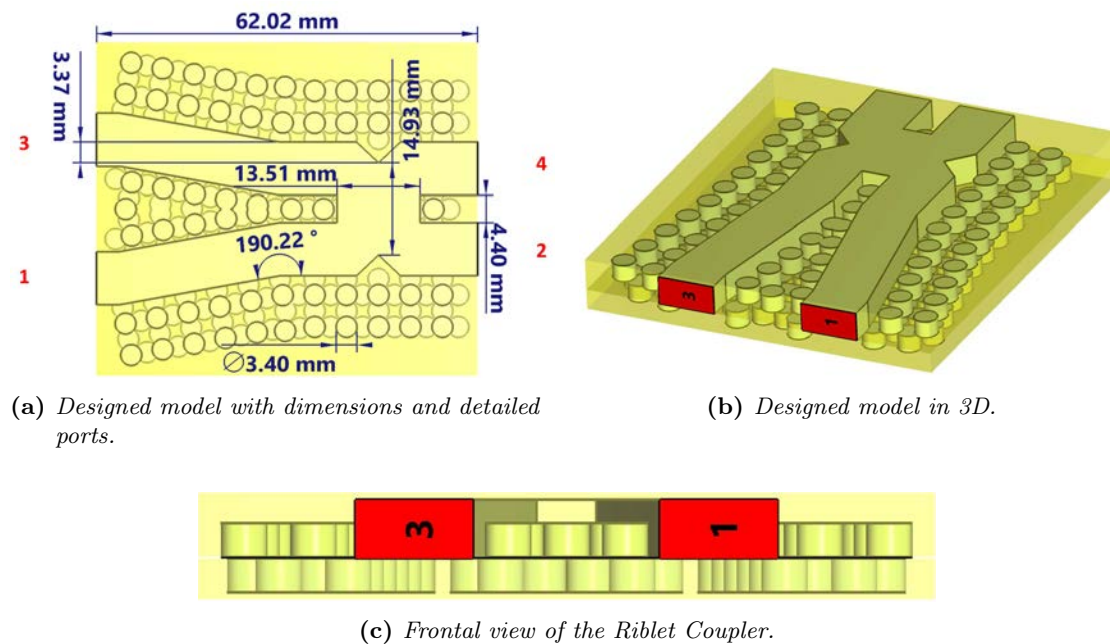 62.02 mm
3.37 mm
14.93 mm
3
4
13.51 mm
190.22 °
4.40 mm
2
1
∅3.40 mm
3
1
(a) Designed model with dimensions and detailed
ports.
(b) Designed model in 3D.
3
1
(c) Frontal view of the Riblet Coupler.